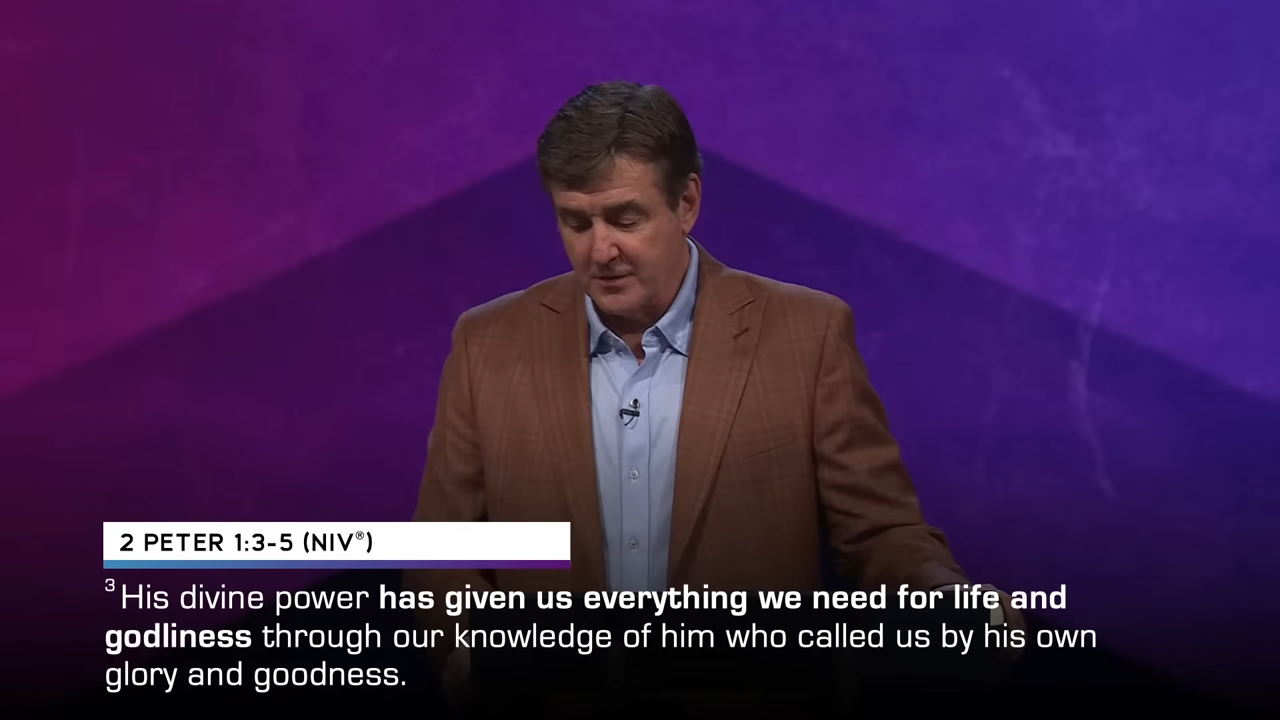 2 PETER 1:3-5 (NIV®)
³His divine power has given us everything we need for life and
godliness through our knowledge of him who called us by his own
glory and goodness.